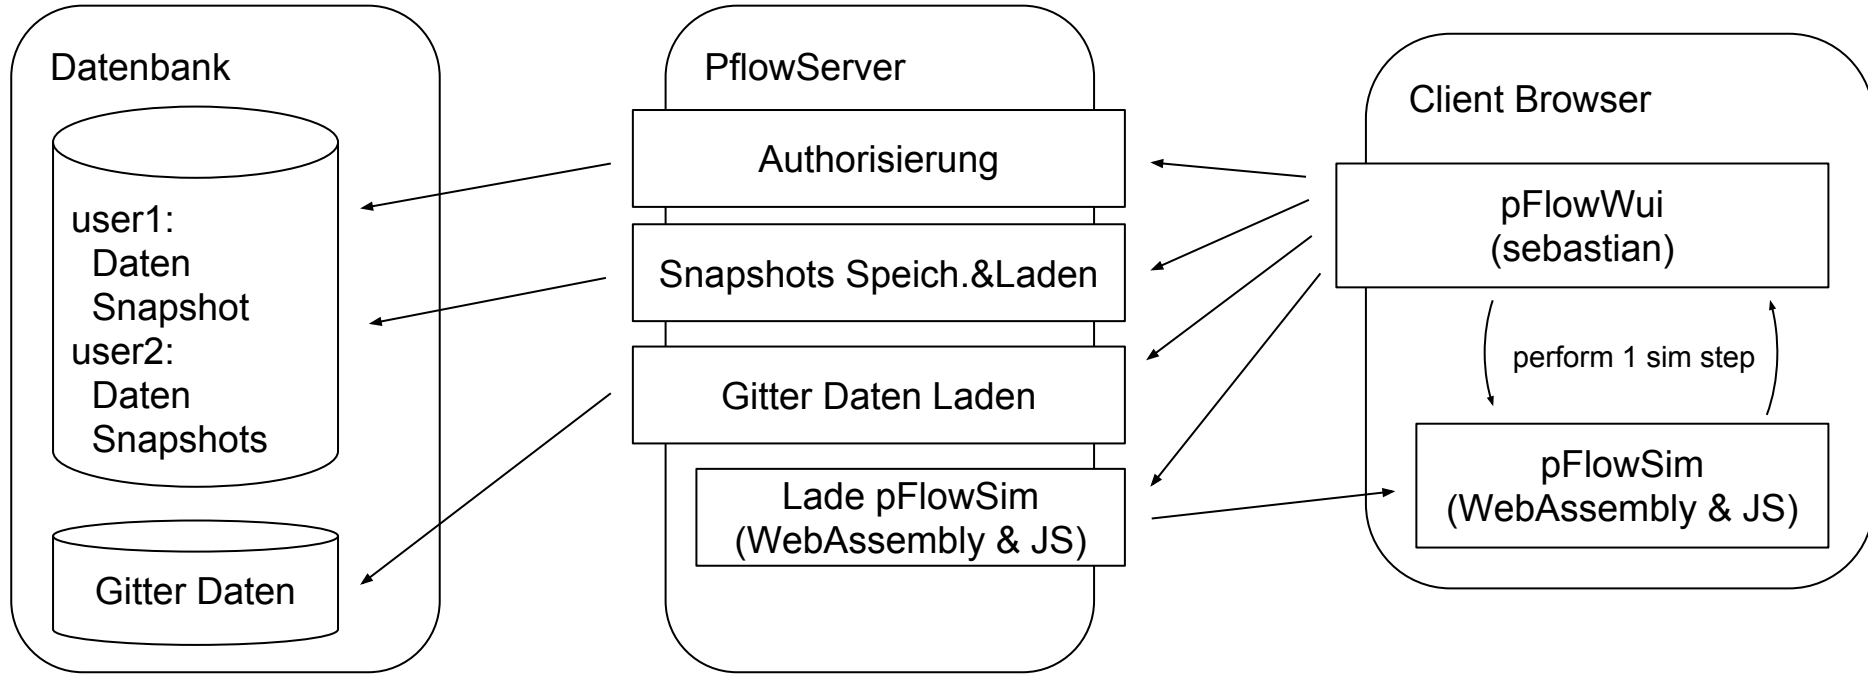 Datenbank
user1:
Daten
Snapshot
user2:
Daten
Snapshots
Gitter Daten
PflowServer
Authorisierung
Snapshots Speich.&Laden
Gitter Daten Laden
Lade pFlowSim
(WebAssembly & JS)
Client Browser
pFlowWui
(sebastian)
perform 1 sim step
pFlowSim
(WebAssembly & JS)